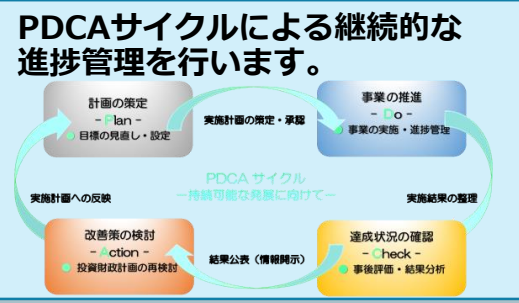 PDCAサイクルによる継続的な
進捗管理を行います。
計画の策定
- Plan -
● 目標の見直し・設定
実施計画の策定・承認
事業の推進
- Do -
● 事業の実施・進捗管理
実施計画への反映
PDCA サイクル
ー持続可能な発展に向けてー
実施結果の整理
改善策の検討
- Action -
● 投資財政計画の再検討
結果公表（情報開示）
達成状況の確認
- Check -
● 事後評価・結果分析